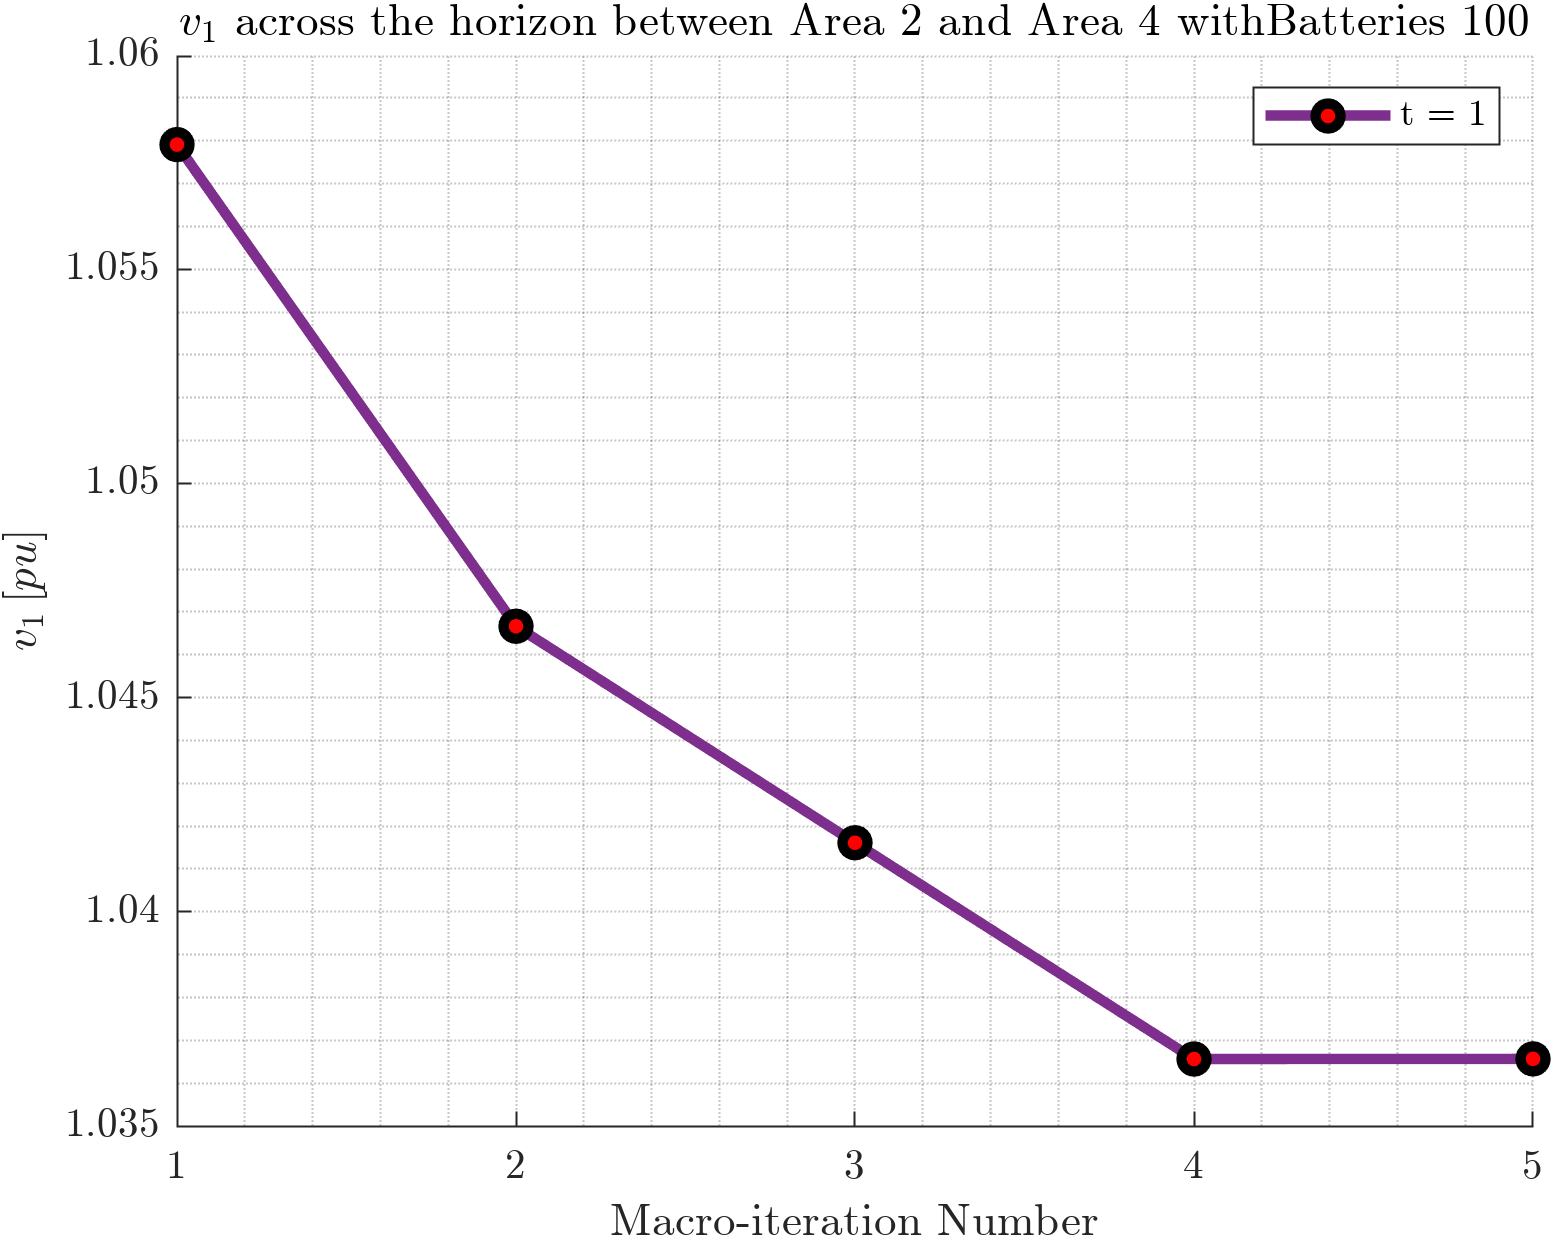 v₁ across the horizon between Area 2 and Area 4 withBatteries 100
1.06
1.055
1.05
1.045
1.04
1.035
v₁ [pu]
t = 1
1 2 3 4 5
Macro-iteration Number